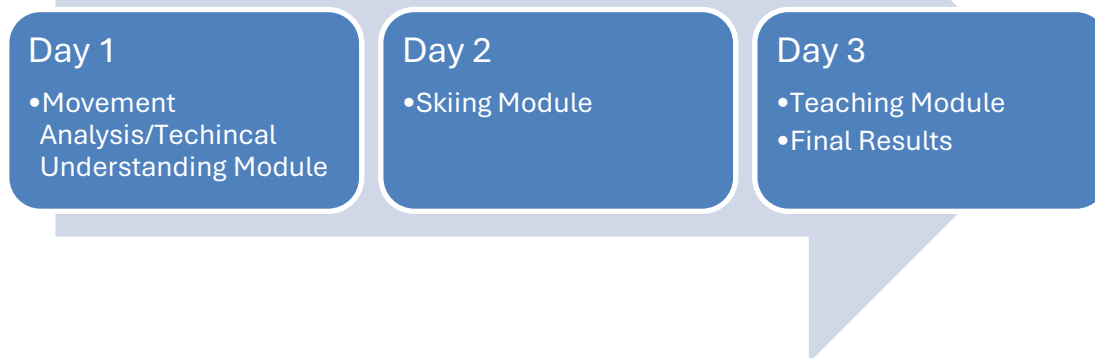 Day 1
•Movement
Analysis/Techincal
Understanding Module
Day 2
•Skiing Module
Day 3
•Teaching Module
•Final Results